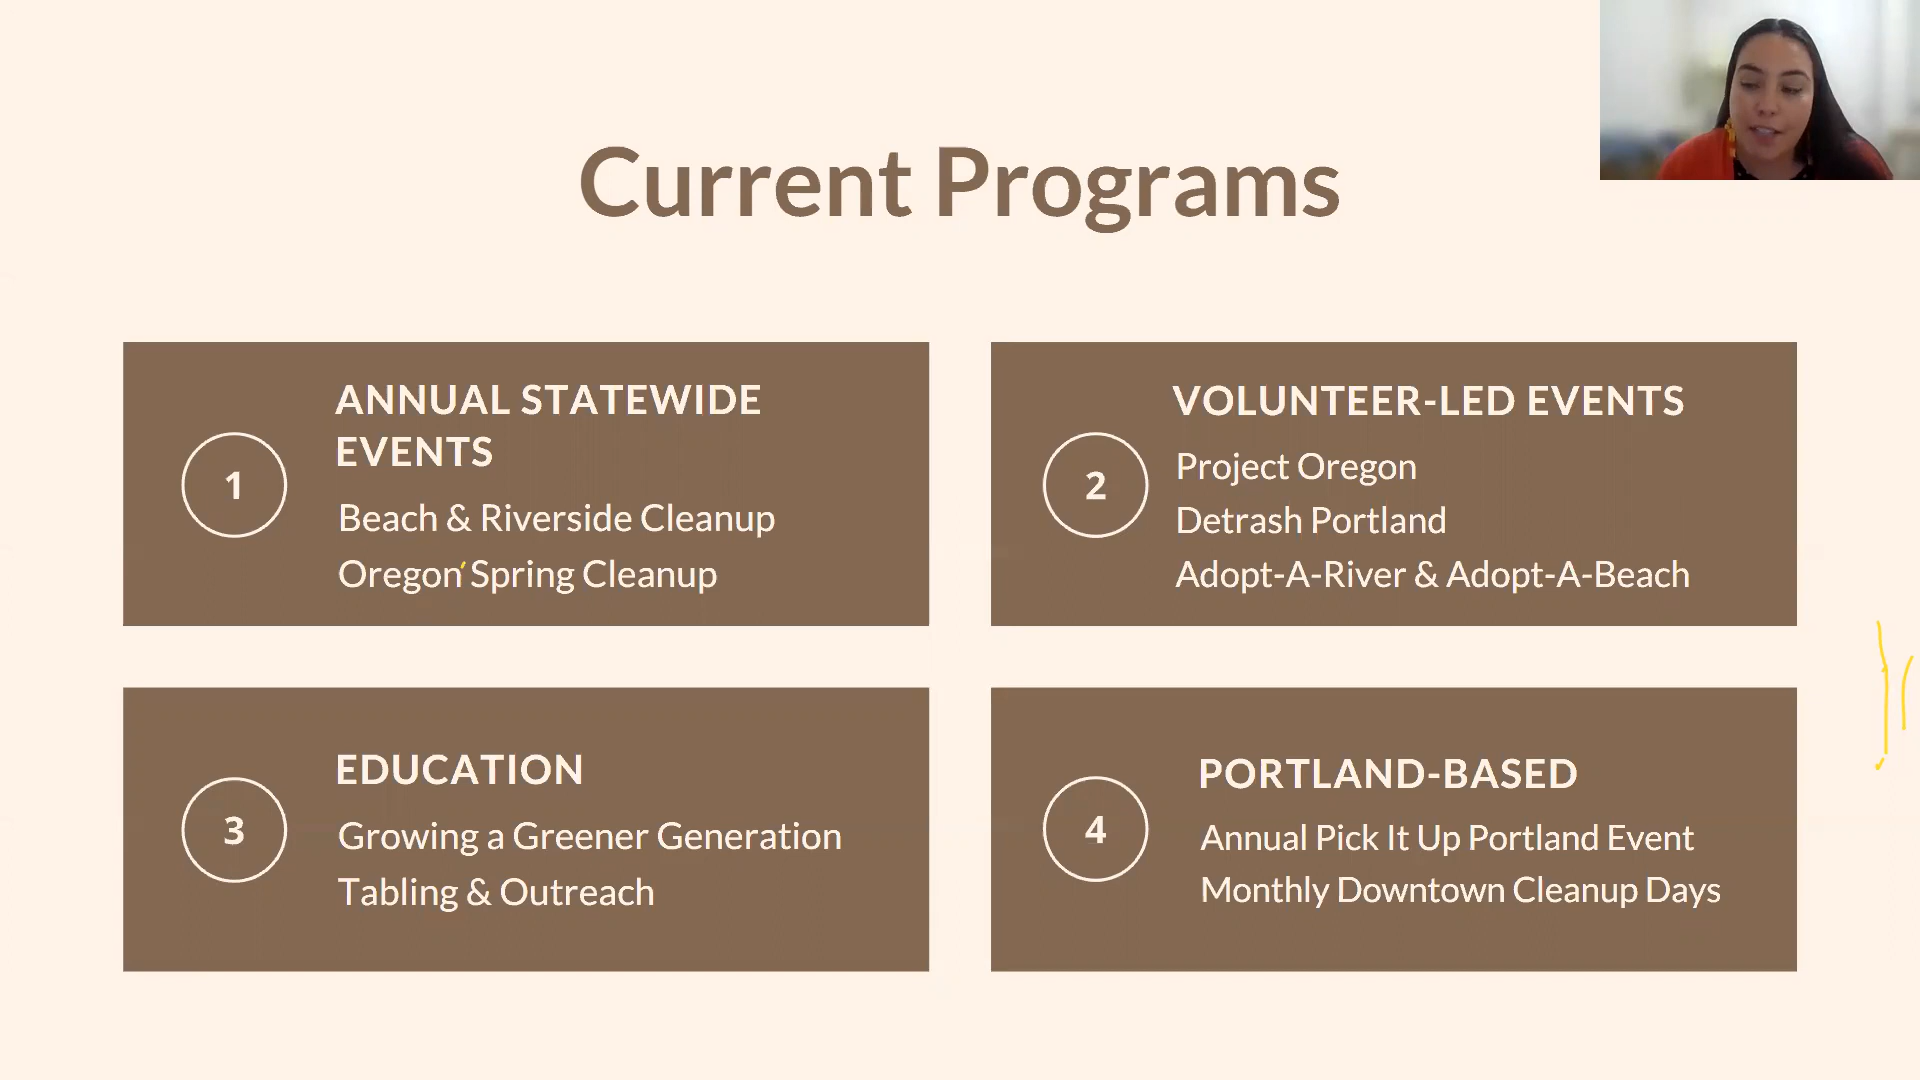 Current Programs
1
ANNUAL STATEWIDE
EVENTS
Beach & Riverside Cleanup
Oregon Spring Cleanup
2
VOLUNTEER-LED EVENTS
Project Oregon
Detrash Portland
Adopt-A-River & Adopt-A-Beach
3
EDUCATION
Growing a Greener Generation
Tabling & Outreach
4
PORTLAND-BASED
Annual Pick It Up Portland Event
Monthly Downtown Cleanup Days